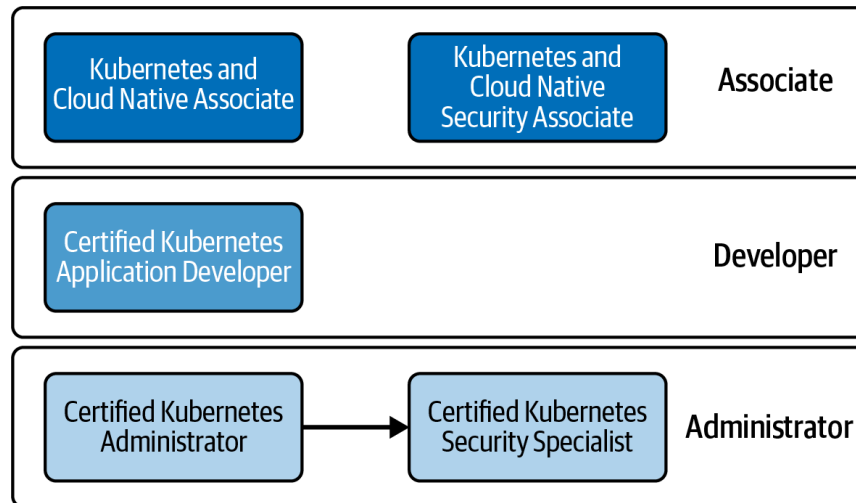 Kubernetes and
Cloud Native Associate
Kubernetes and
Cloud Native
Security Associate
Associate
Certified Kubernetes
Application Developer
Developer
Certified Kubernetes
Administrator
Certified Kubernetes
Security Specialist
Administrator